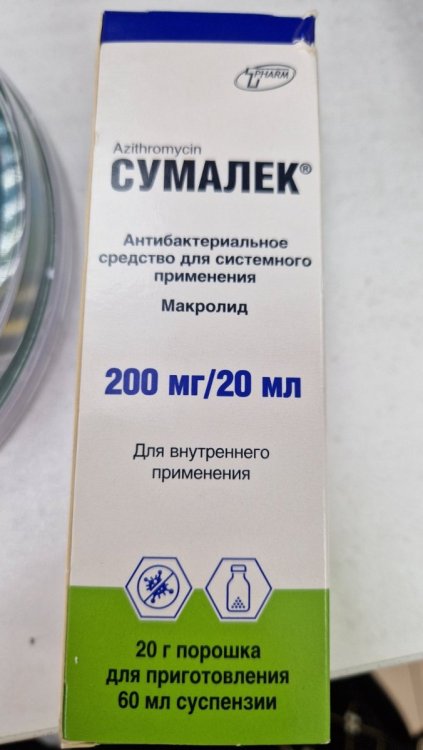 LPHARM
Azithromycin
СУМАЛЕК®
Антибактериальное
средство для системного
применения
Макролид
200 мг/20 мл
Для внутреннего
применения
20 г порошка
для приготовления
60 мл суспензии